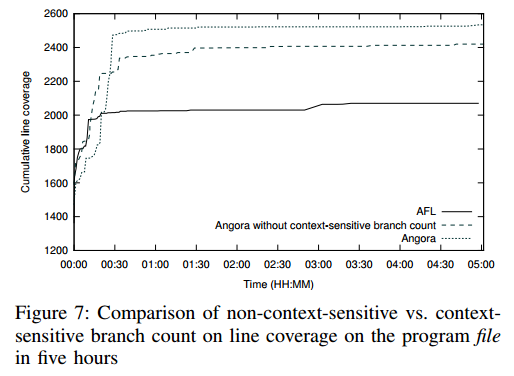 2600
2400
2200
2000
1800
1600
1400
1200
Cumulative line coverage
AFL
Angora without context-sensitive branch count
Angora
00:00 00:30 01:00 01:30 02:00 02:30 03:00 03:30 04:00 04:30 05:00
Time (HH:MM)
Figure 7: Comparison of non-context-sensitive vs. context-
sensitive branch count on line coverage on the program file
in five hours